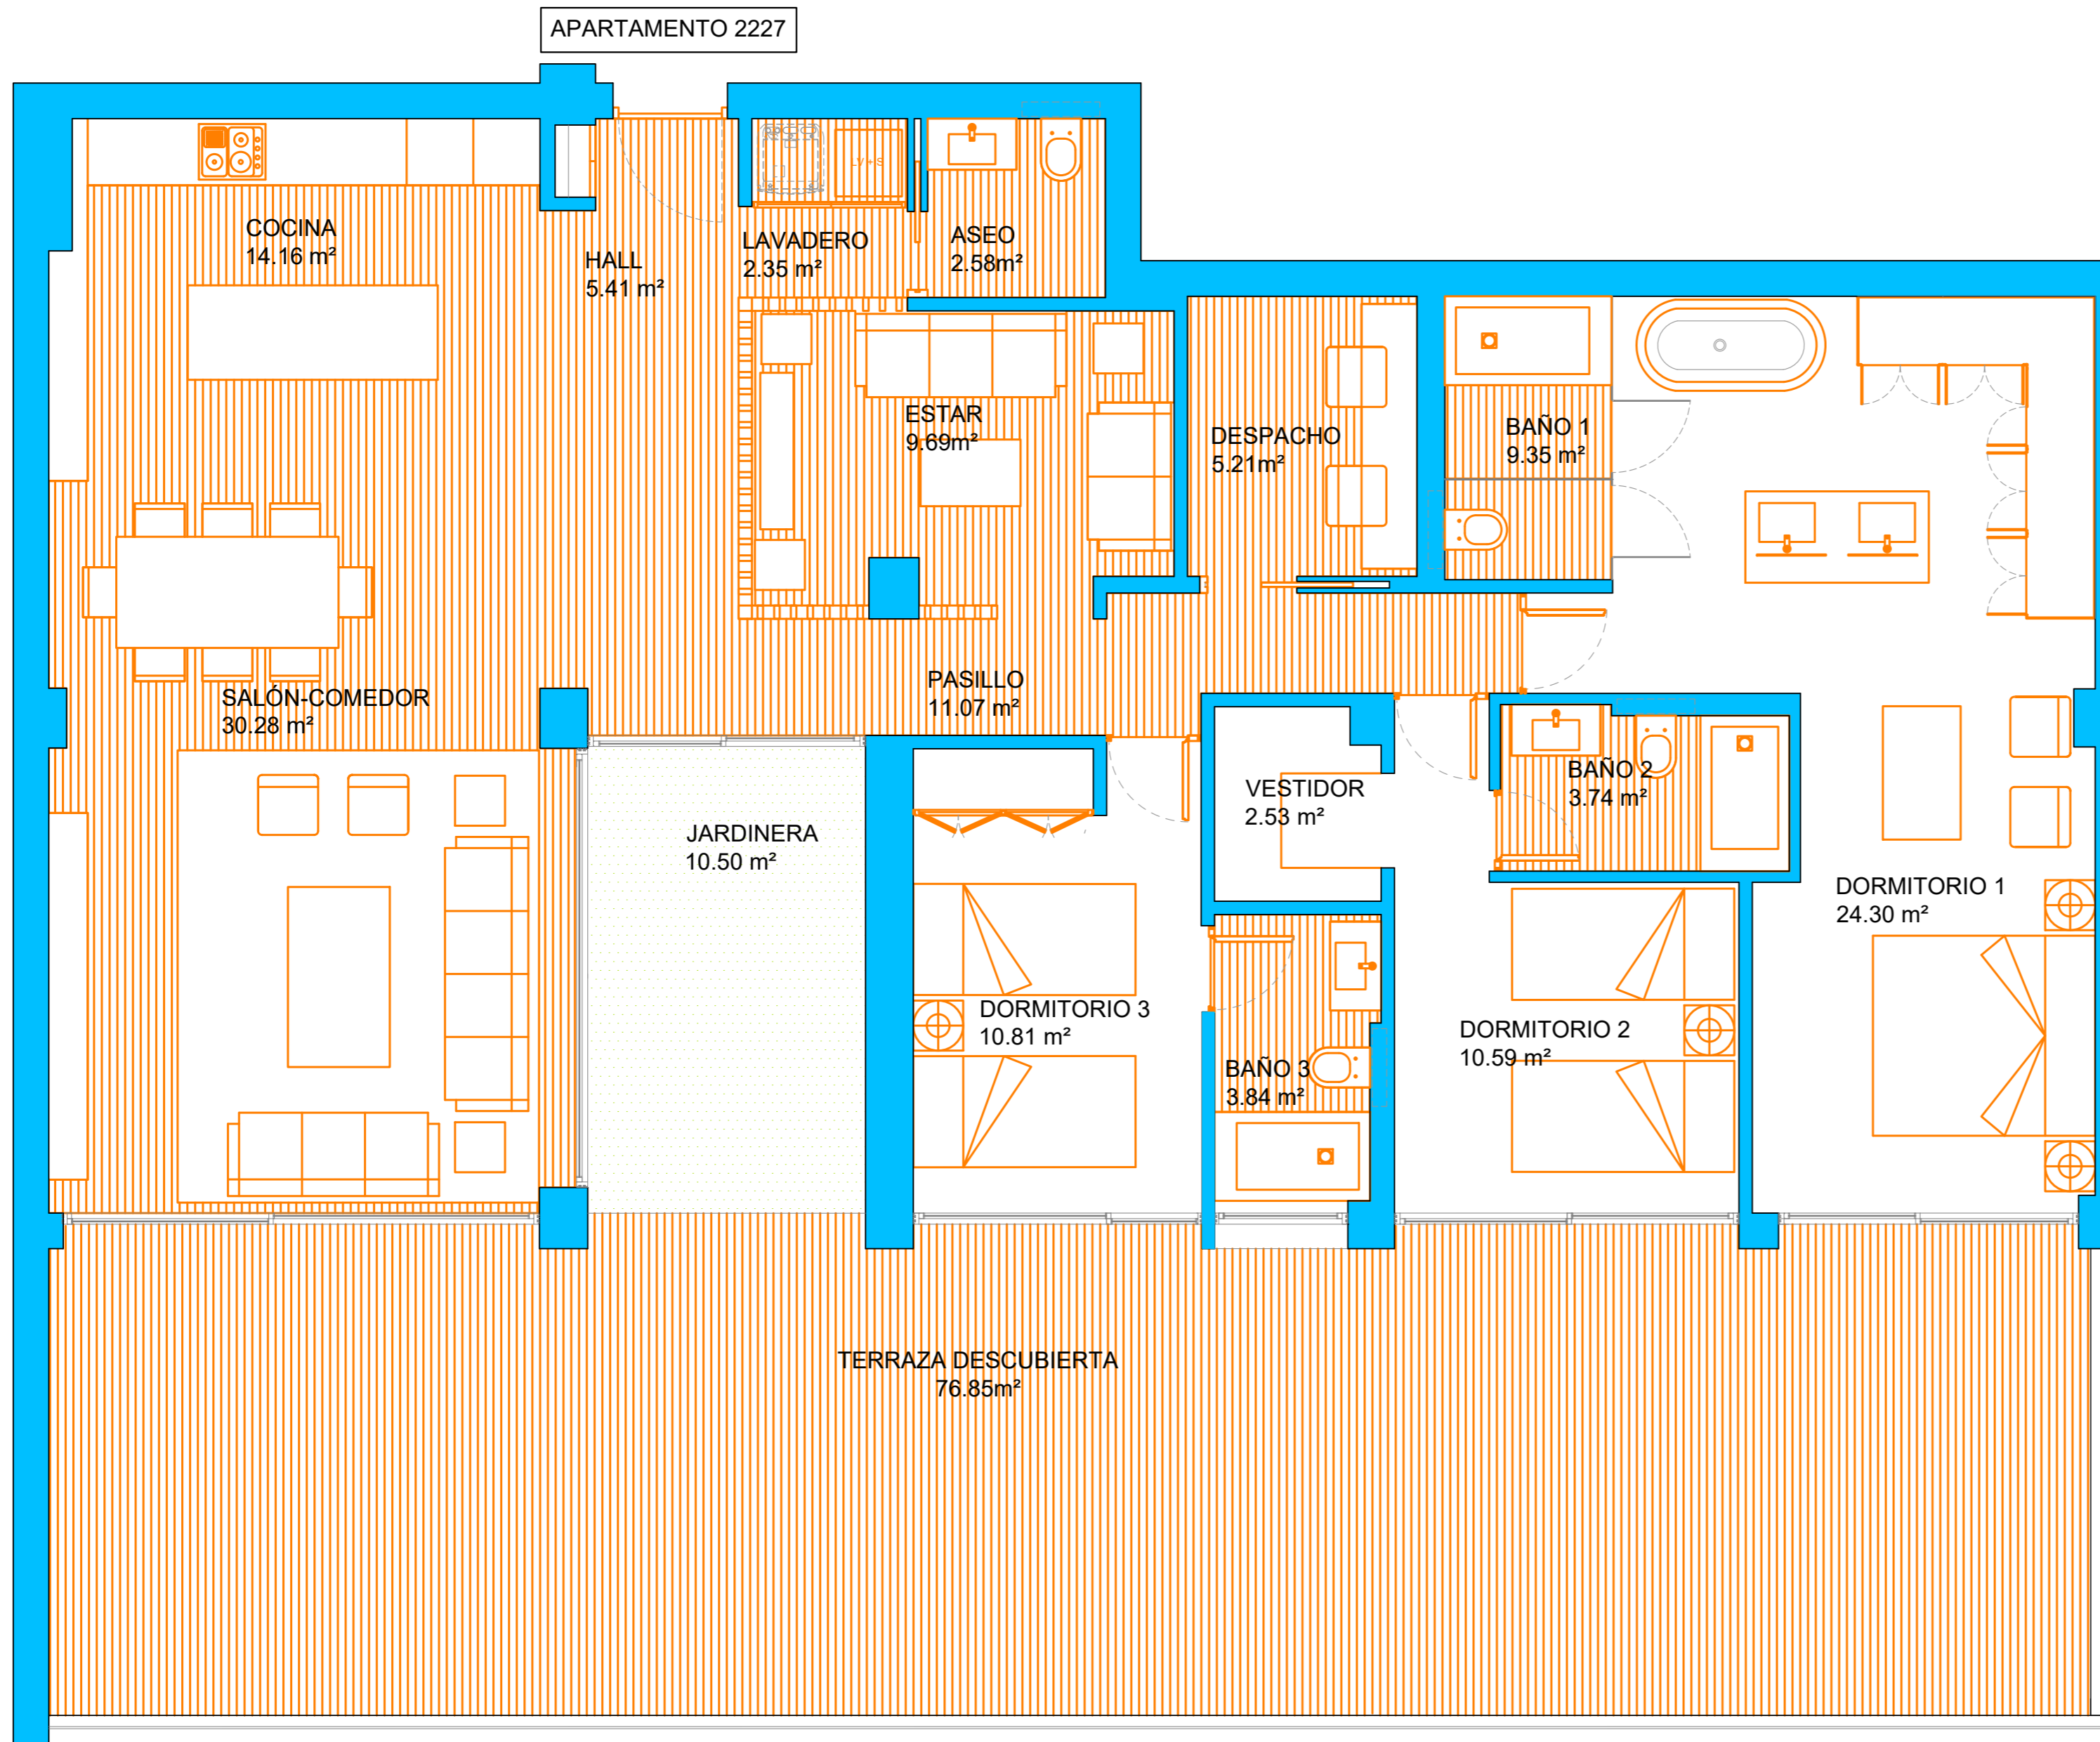 APARTAMENTO 2227
COCINA
14.16 m²
HALL
5.41 m²
LAVADERO
2.35 m²
ASEO
2.58m²
LV + S
ESTAR
9.69m²
DESPACHO
5.21m²
BAÑO 1
9.35 m²
SALÓN-COMEDOR
30.28 m²
PASILLO
11.07 m²
VESTIDOR
2.53 m²
BAÑO 2
3.74 m²
JARDINERA
10.50 m²
DORMITORIO 1
24.30 m²
DORMITORIO 3
10.81 m²
BAÑO 3
3.84 m²
DORMITORIO 2
10.59 m²
TERRAZA DESCUBIERTA
76.85m²